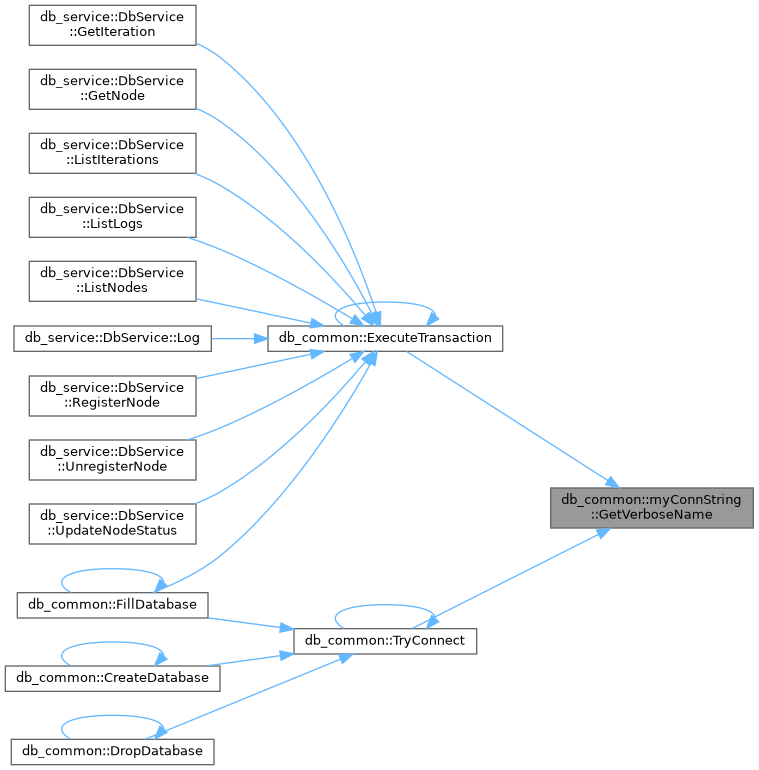 db_service::DbService
::GetIteration
db_service::DbService
::GetNode
db_service::DbService
::ListIterations
db_service::DbService
::ListLogs
db_service::DbService
::ListNodes
db_service::DbService::Log
db_common::ExecuteTransaction
db_service::DbService
::RegisterNode
db_service::DbService
::UnregisterNode
db_common::myConnString
::GetVerboseName
db_service::DbService
::UpdateNodeStatus
db_common::FillDatabase
db_common::TryConnect
db_common::CreateDatabase
db_common::DropDatabase